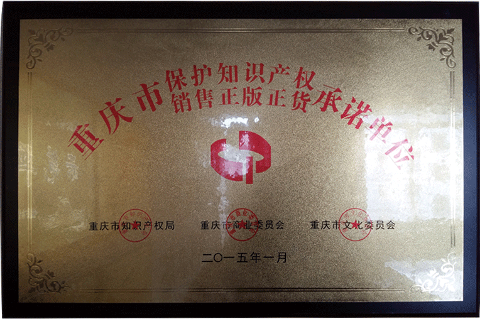 重庆市保护知识产权
销售正版正货承诺单位
重庆市知识产权局 重庆市商业委员会 重庆市文化委员会
二〇一五年一月